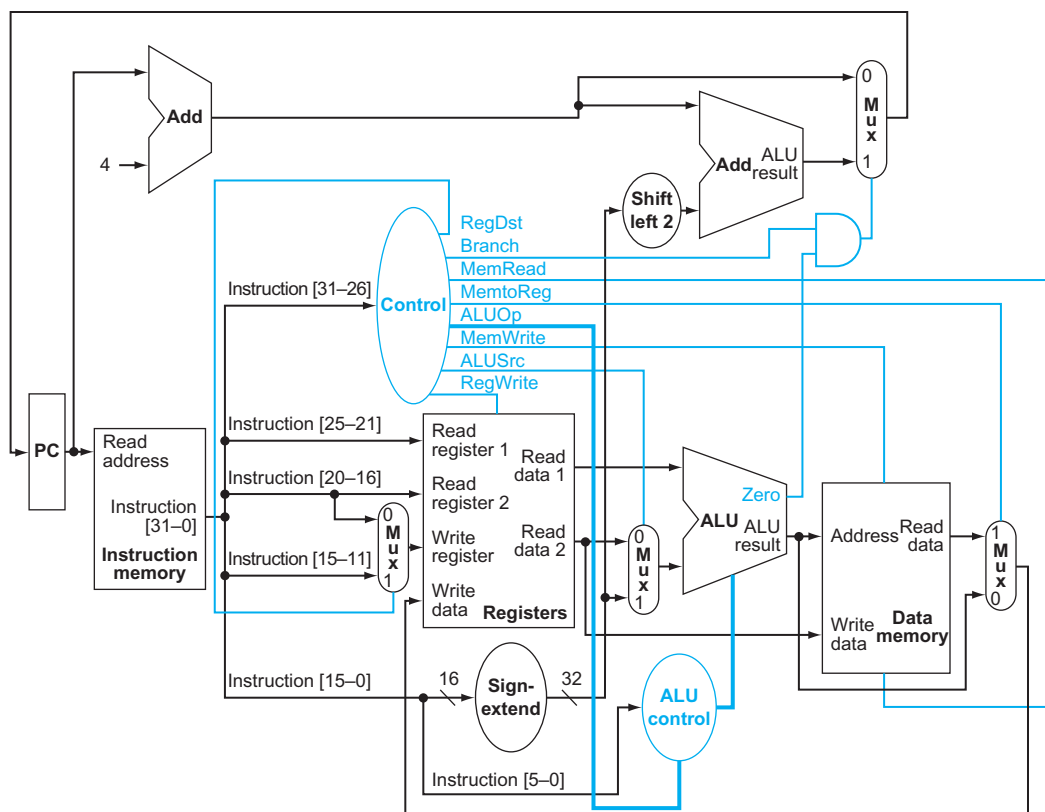 Add
4
0
M
u
x
1
Add
ALU
result
Shift
left 2
RegDst
Branch
MemRead
MemtoReg
ALUOp
MemWrite
ALUSrc
RegWrite
Control
Instruction [31–26]
Instruction [25–21]
Instruction [20–16]
Instruction [15–11]
Instruction [15–0]
Instruction [5–0]
PC
Read
address
Instruction
[31–0]
Instruction
memory
0
M
u
x
1
Read
register 1
Read
register 2
Write
register
Write
data
Read
data 1
Read
data 2
Registers
0
M
u
x
1
Zero
ALU
ALU
result
Address
Read
data
Write
data
Data
memory
1
M
u
x
0
16
Sign-
extend
32
ALU
control